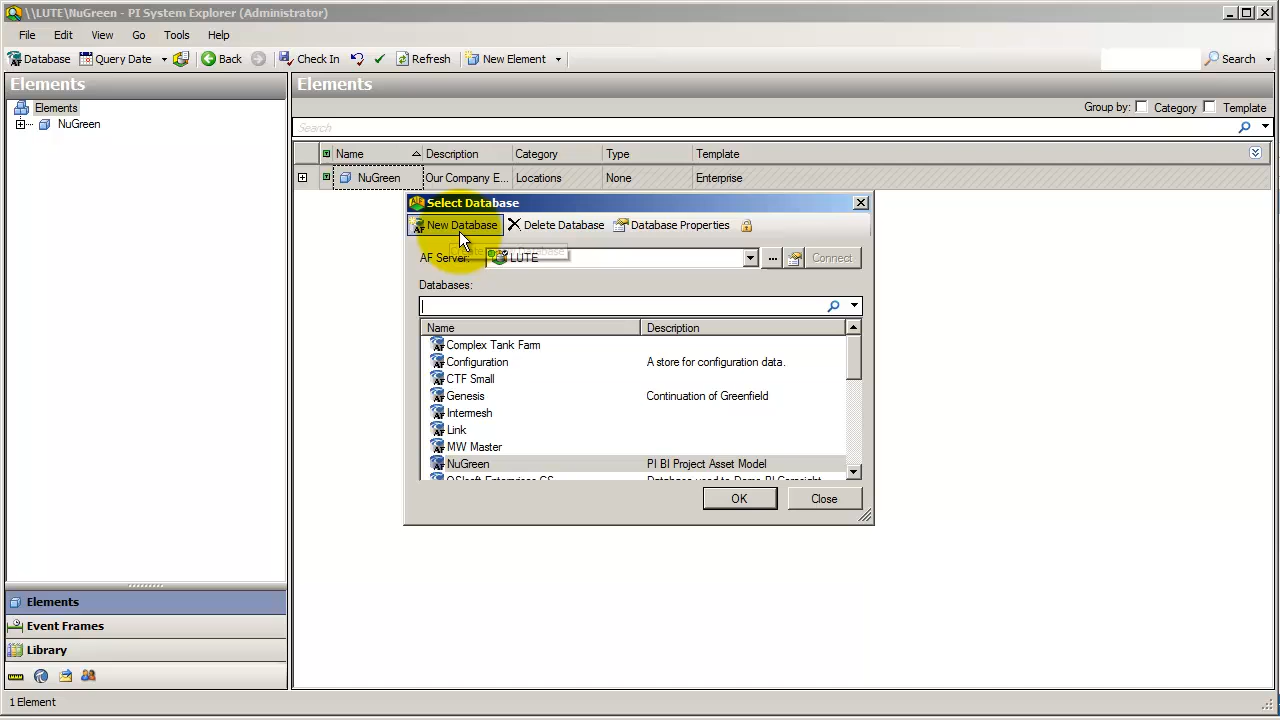 \\LUTE\NuGreen - PI System Explorer (Administrator)
File Edit View Go Tools Help
Database Query Date Back Check In Refresh New Element Search
Elements
Elements
NuGreen
Elements
Group by: Category Template
Search
Name Description Category Type Template
NuGreen Our Company E... Locations None Enterprise
Select Database
New Database Delete Database Database Properties
AF Server: LUTE ... Connect
Databases:
Name Description
Complex Tank Farm
Configuration A store for configuration data.
CTF Small
Genesis Continuation of Greenfield
Intermesh
Link
MW Master
NuGreen PI BI Project Asset Model
OK Close
Elements
Event Frames
Library
1 Element